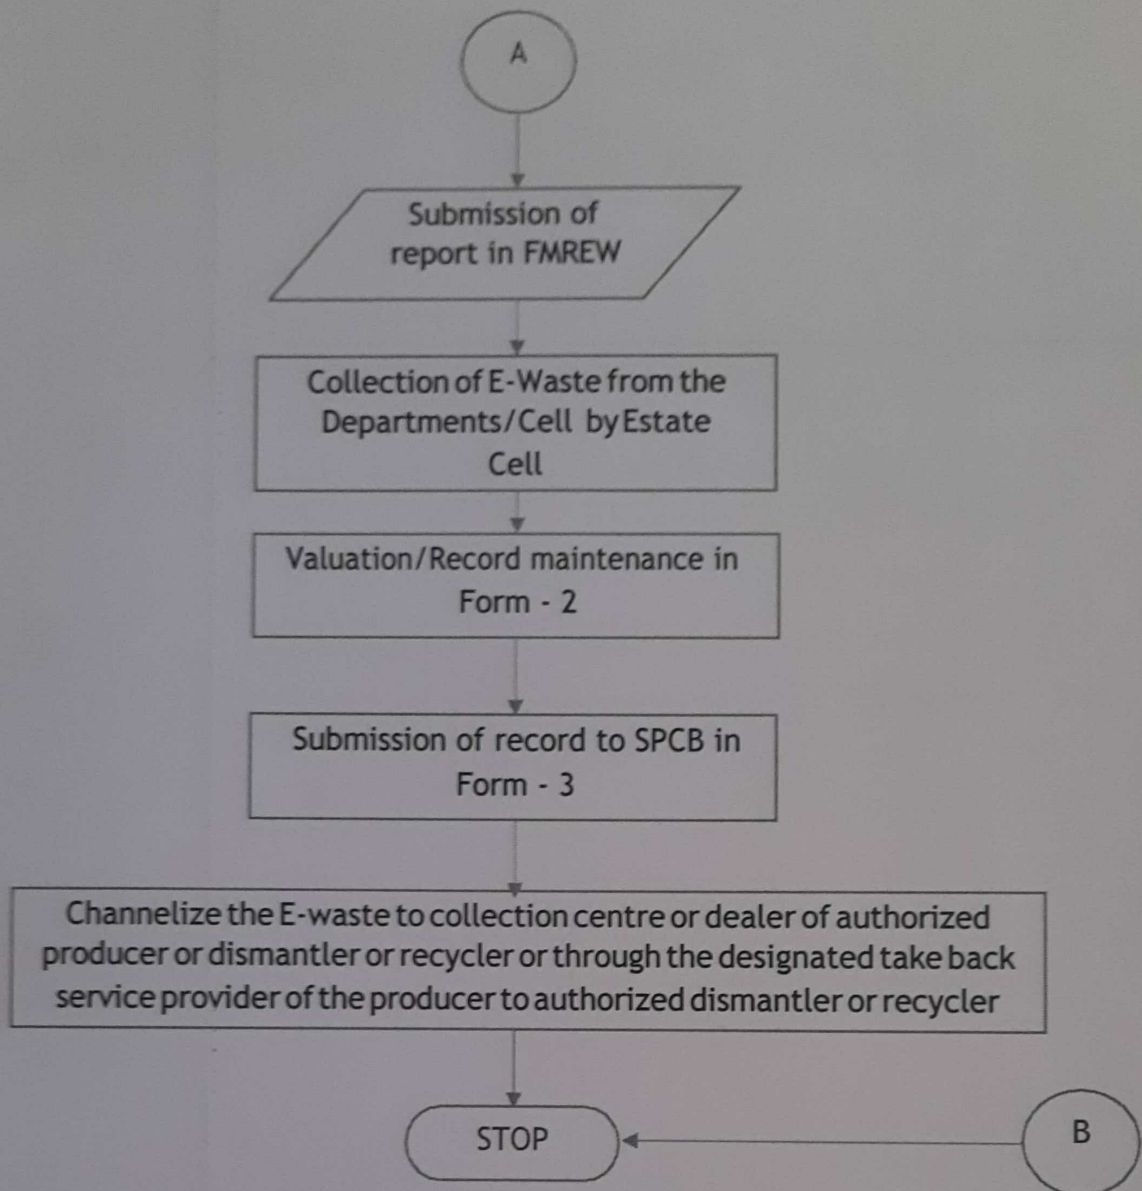 A
Submission of
report in FMREW
Collection of E-Waste from the
Departments/Cell by Estate
Cell
Valuation/Record maintenance in
Form - 2
Submission of record to SPCB in
Form - 3
Channelize the E-waste to collection centre or dealer of authorized
producer or dismantler or recycler or through the designated take back
service provider of the producer to authorized dismantler or recycler
STOP
B